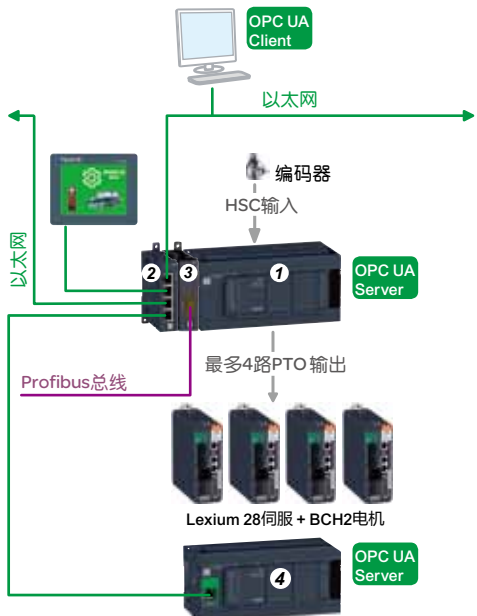 OPC UA
Client
以太网
编码器
HSC输入
以太网
2
3
1
OPC UA
Server
最多4路PTO 输出
Profibus总线
Lexium 28伺服 + BCH2电机
4
OPC UA
Server